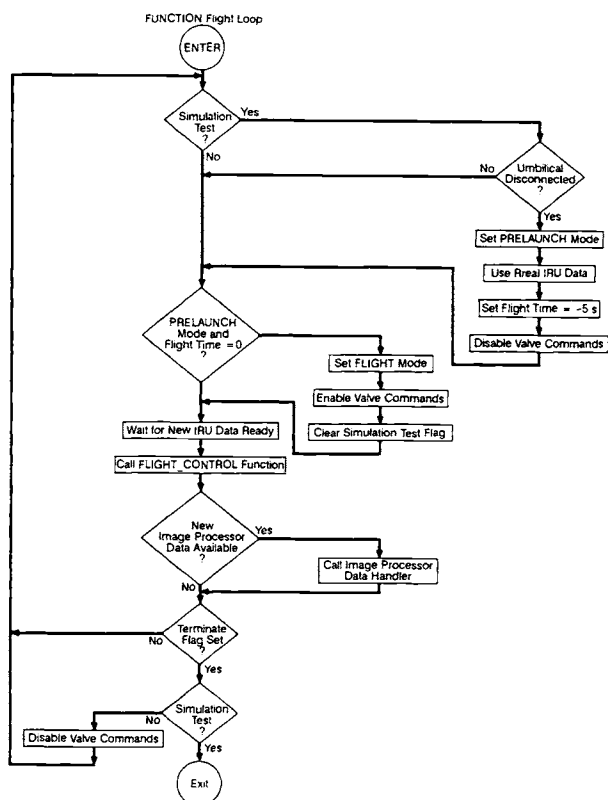 FUNCTION Flight Loop
ENTER
Simulation
Test
?
Yes
No
Umbilical
Disconnected
?
No
Yes
Set PRELAUNCH Mode
Use Rreal IRU Data
Set Flight Time = -5 s
Disable Valve Commands
PRELAUNCH
Mode and
Flight Time = 0
?
Set FLIGHT Mode
Enable Valve Commands
Clear Simulation Test Flag
Wait for New IRU Data Ready
Call FLIGHT_CONTROL Function
New
Image Processor
Data Available
?
Yes
No
Call Image Processor
Data Handler
Terminate
Flag Set
?
No
Yes
Simulation
Test
?
No
Yes
Disable Valve Commands
Exit